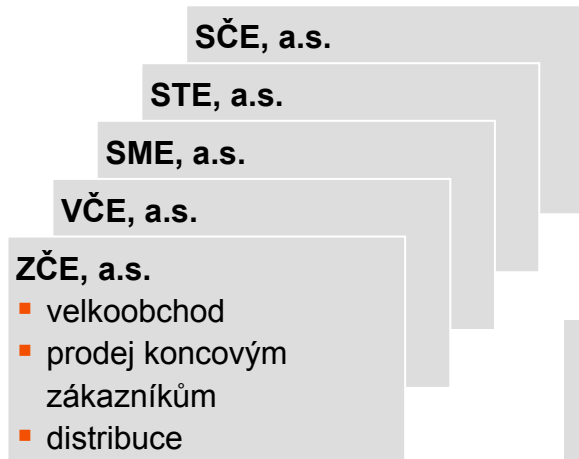 SČE, a.s.
STE, a.s.
SME, a.s.
VČE, a.s.
ZČE, a.s.
▪ velkoobchod
▪ prodej koncovým
zákazníkům
▪ distribuce